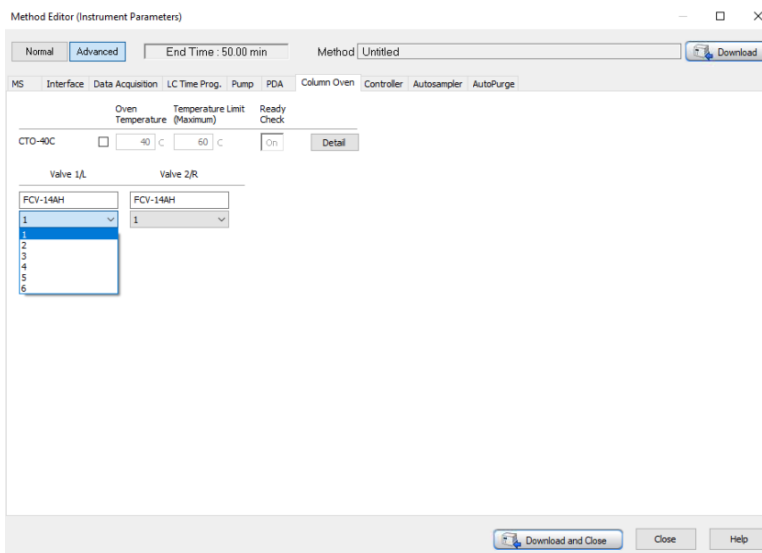 Method Editor (Instrument Parameters)
Normal Advanced End Time : 50.00 min Method Untitled Download
MS Interface Data Acquisition LC Time Prog. Pump PDA Column Oven Controller Autosampler AutoPurge
Oven Temperature Limit Ready
Temperature (Maximum) Check
CTO-40C 40 C 60 C On Detail
Valve 1/L Valve 2/R
FCV-14AH FCV-14AH
1 1
1
2
3
4
5
6
Download and Close Close Help